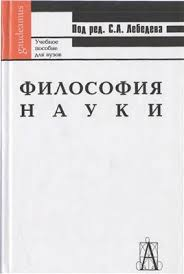 gaudeamus
Учебное
пособие
для вузов
Под ред. С.А. Лебедева
ФИЛОСОФИЯ
НАУКИ
А